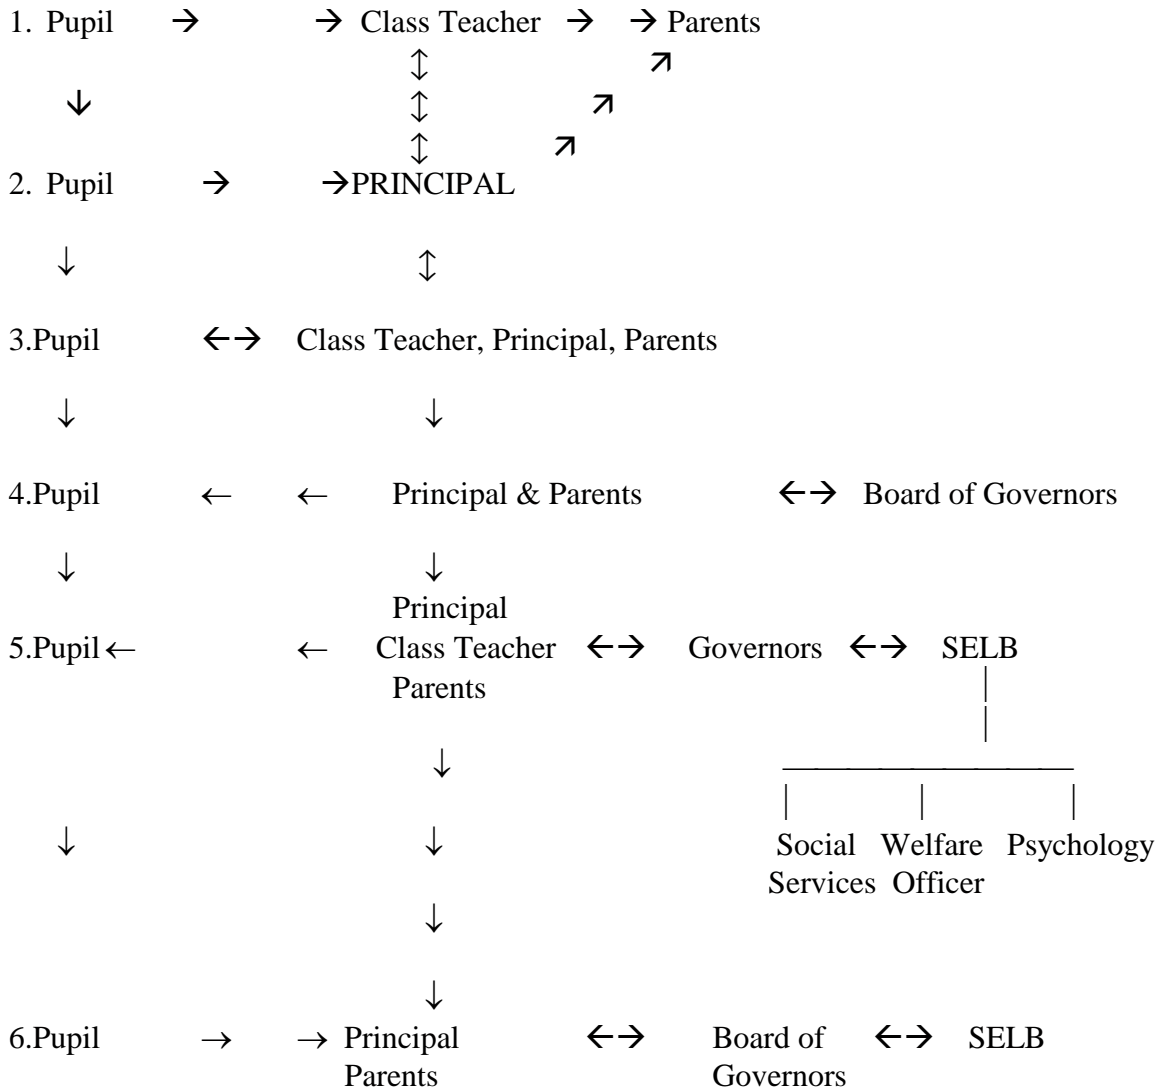 1. Pupil → → Class Teacher → → Parents
↕ ↗
↓ ↕ ↗
↕ ↗
2. Pupil → →PRINCIPAL
↓ ↕
3.Pupil ←→ Class Teacher, Principal, Parents
↓ ↓
4.Pupil ← ← Principal & Parents ←→ Board of Governors
↓ ↓
Principal
5.Pupil← ← Class Teacher ←→ Governors ←→ SELB
Parents
↓
↓ ↓ Social Welfare Psychology
Services Officer
↓
↓
6.Pupil → → Principal ←→ Board of ←→ SELB
Parents Governors